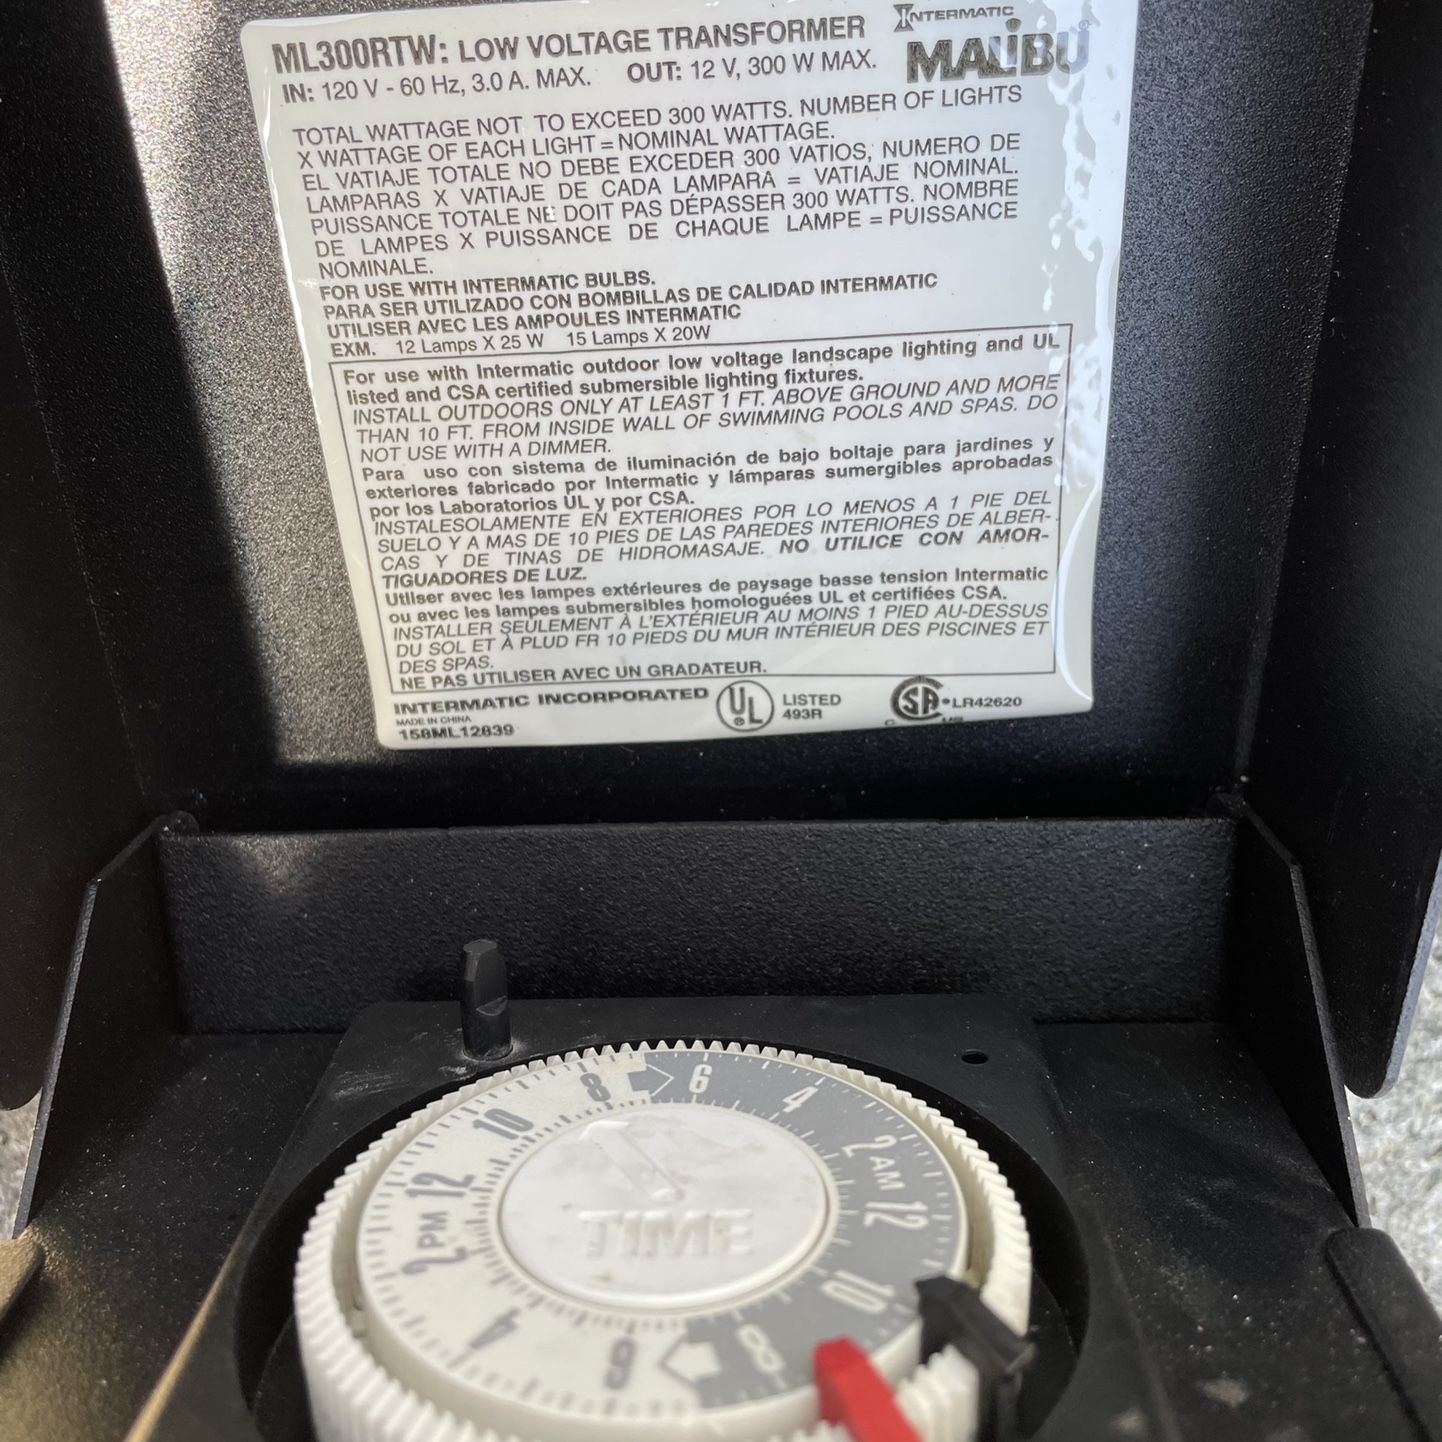 ML300RTW: LOW VOLTAGE TRANSFORMER
INTERMATIC
MALiBU
IN: 120 V - 60 Hz, 3.0 A. MAX. OUT: 12 V, 300 W MAX.
TOTAL WATTAGE NOT TO EXCEED 300 WATTS. NUMBER OF LIGHTS
X WATTAGE OF EACH LIGHT = NOMINAL WATTAGE.
EL VATIAJE TOTALE NO DEBE EXCEDER 300 VATIOS, NUMERO DE
LAMPARAS X VATIAJE DE CADA LAMPARA = VATIAJE NOMINAL.
PUISSANCE TOTALE NE DOIT PAS DÉPASSER 300 WATTS. NOMBRE
DE LAMPES X PUISSANCE DE CHAQUE LAMPE = PUISSANCE
NOMINALE.
FOR USE WITH INTERMATIC BULBS.
PARA SER UTILIZADO CON BOMBILLAS DE CALIDAD INTERMATIC
UTILISER AVEC LES AMPOULES INTERMATIC
EXM. 12 Lamps X 25 W 15 Lamps X 20W
For use with Intermatic outdoor low voltage landscape lighting and UL
listed and CSA certified submersible lighting fixtures.
INSTALL OUTDOORS ONLY AT LEAST 1 FT. ABOVE GROUND AND MORE
THAN 10 FT. FROM INSIDE WALL OF SWIMMING POOLS AND SPAS. DO
NOT USE WITH A DIMMER.
Para uso con sistema de iluminación de bajo boltaje para jardines y
exteriores fabricado por Intermatic y lámparas sumergibles aprobadas
por los Laboratorios UL y por CSA.
INSTALESOLAMENTE EN EXTERIORES POR LO MENOS A 1 PIE DEL
SUELO Y A MAS DE 10 PIES DE LAS PAREDES INTERIORES DE ALBER-
CAS Y DE TINAS DE HIDROMASAJE. NO UTILICE CON AMOR-
TIGUADORES DE LUZ.
Utliser avec les lampes extérieures de paysage basse tension Intermatic
ou avec les lampes submersibles homologuées UL et certifiées CSA.
INSTALLER SEULEMENT À L'EXTÉRIEUR AU MOINS 1 PIED AU-DESSUS
DU SOL ET À PLUD FR 10 PIEDS DU MUR INTÉRIEUR DES PISCINES ET
DES SPAS.
NE PAS UTILISER AVEC UN GRADATEUR.
INTERMATIC INCORPORATED
MADE IN CHINA
158ML12839
UL ® LISTED
493R
C SA US LR42620
8 6 4 2 AM 12 10 8 6 4 2 PM 12 10
TIME